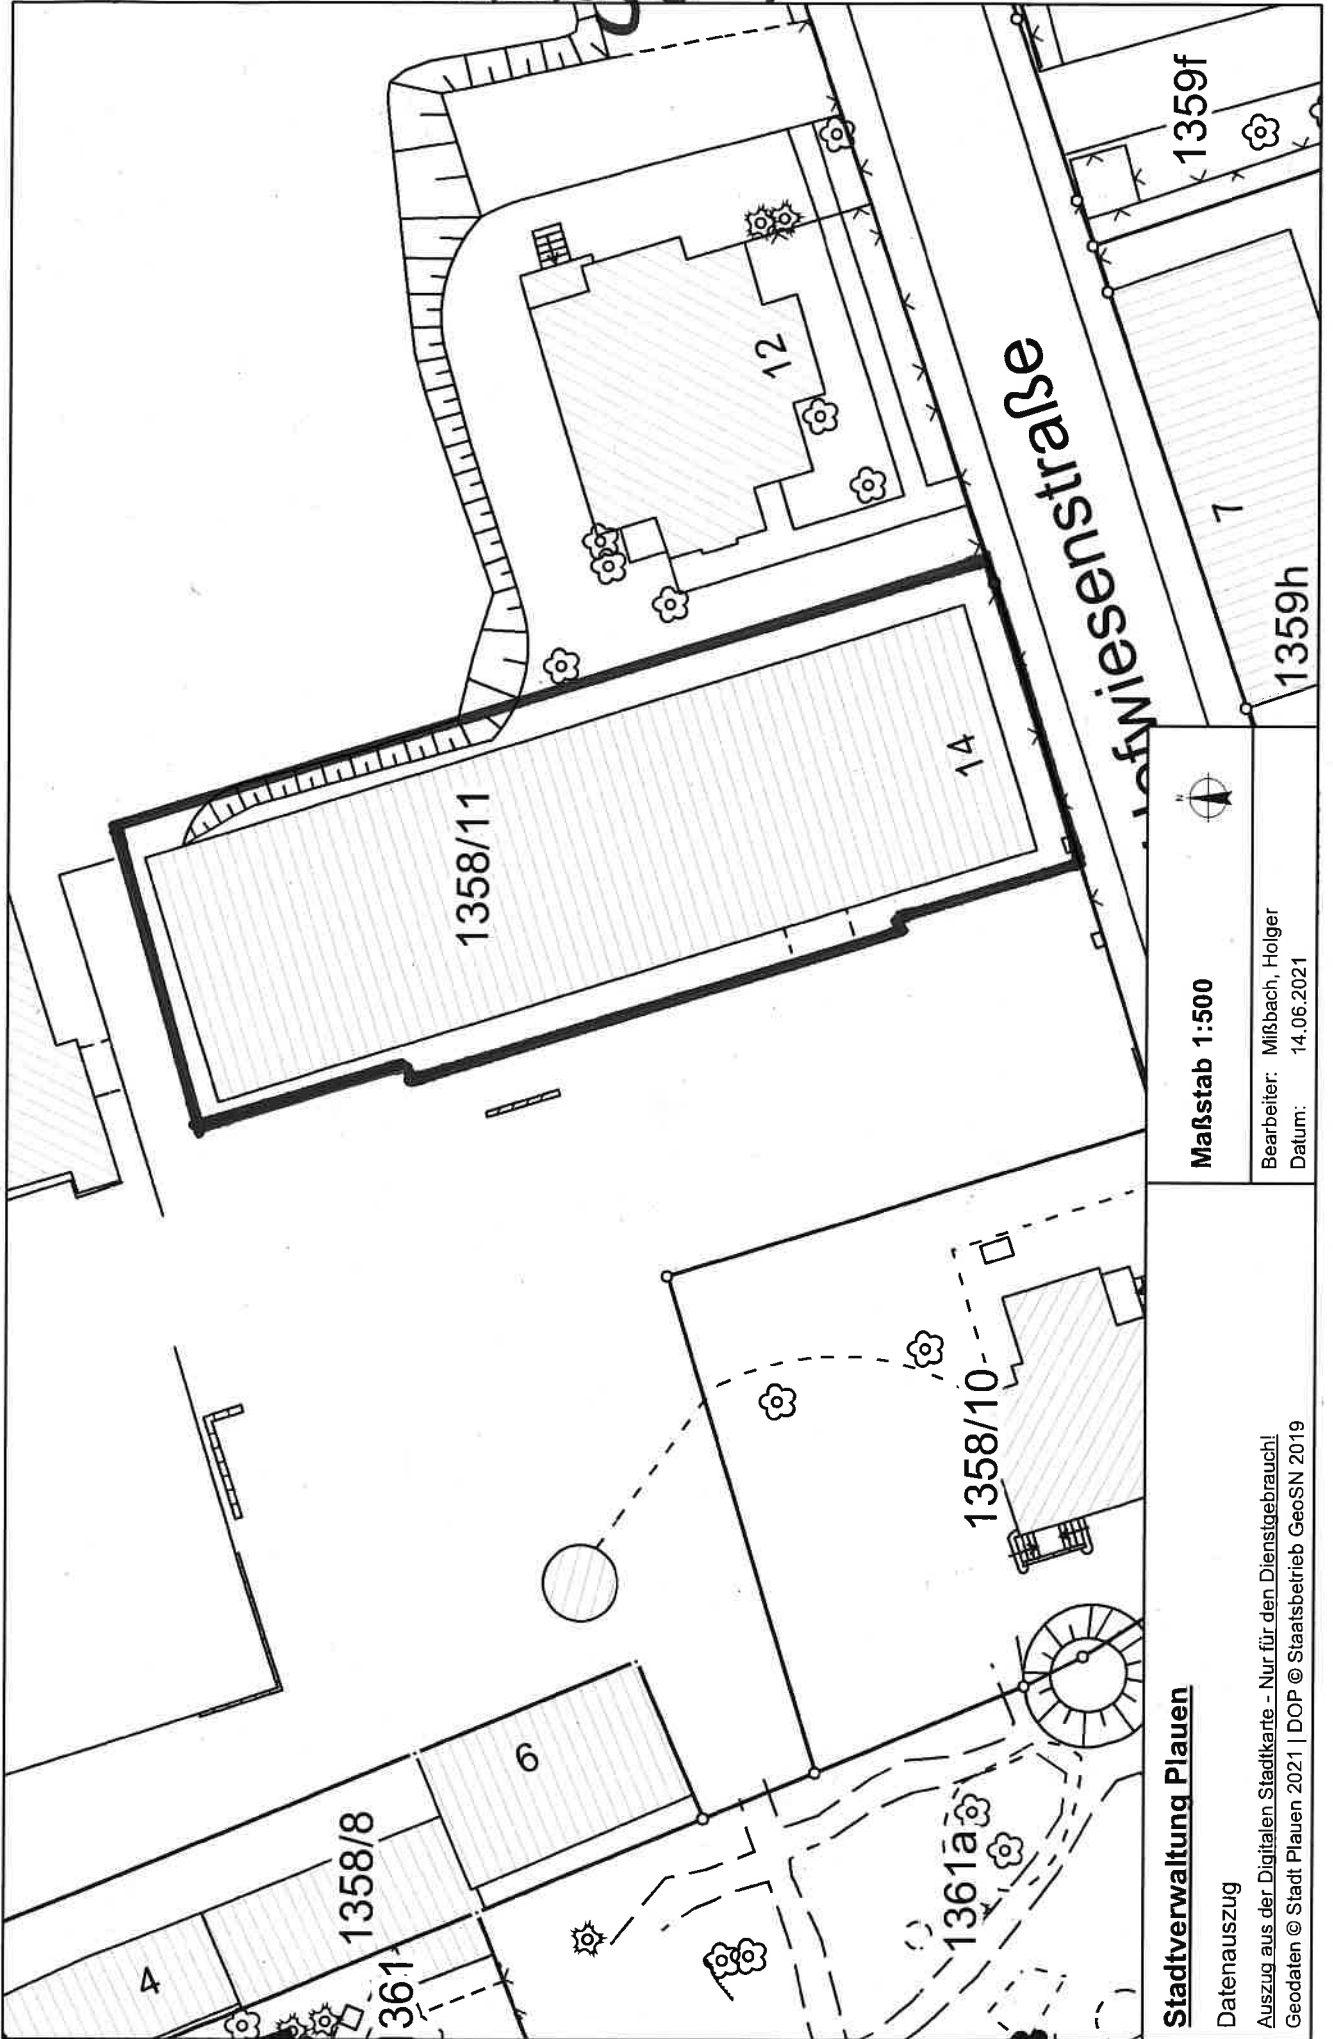 1358/11
14
12
1359f
7
1359h
1358/10
6
1358/8
4
1361a
Stadtverwaltung Plauen
Datenauszug
Auszug aus der Digitalen Stadtkarte - Nur für den Dienstgebrauch!
Geodaten © Stadt Plauen 2021 | DOP © Staatsbetrieb GeoSN 2019
Maßstab 1:500
N
Bearbeiter: Mißbach, Holger
Datum: 14.06.2021